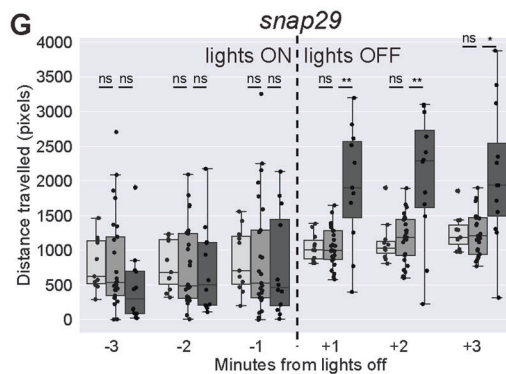 G
snap29
lights ON lights OFF
ns ns ns ns ns ns ns ** ns ** ns *
4000
3500
3000
2500
2000
1500
1000
500
0
Distance travelled (pixels)
-3 -2 -1 +1 +2 +3
Minutes from lights off